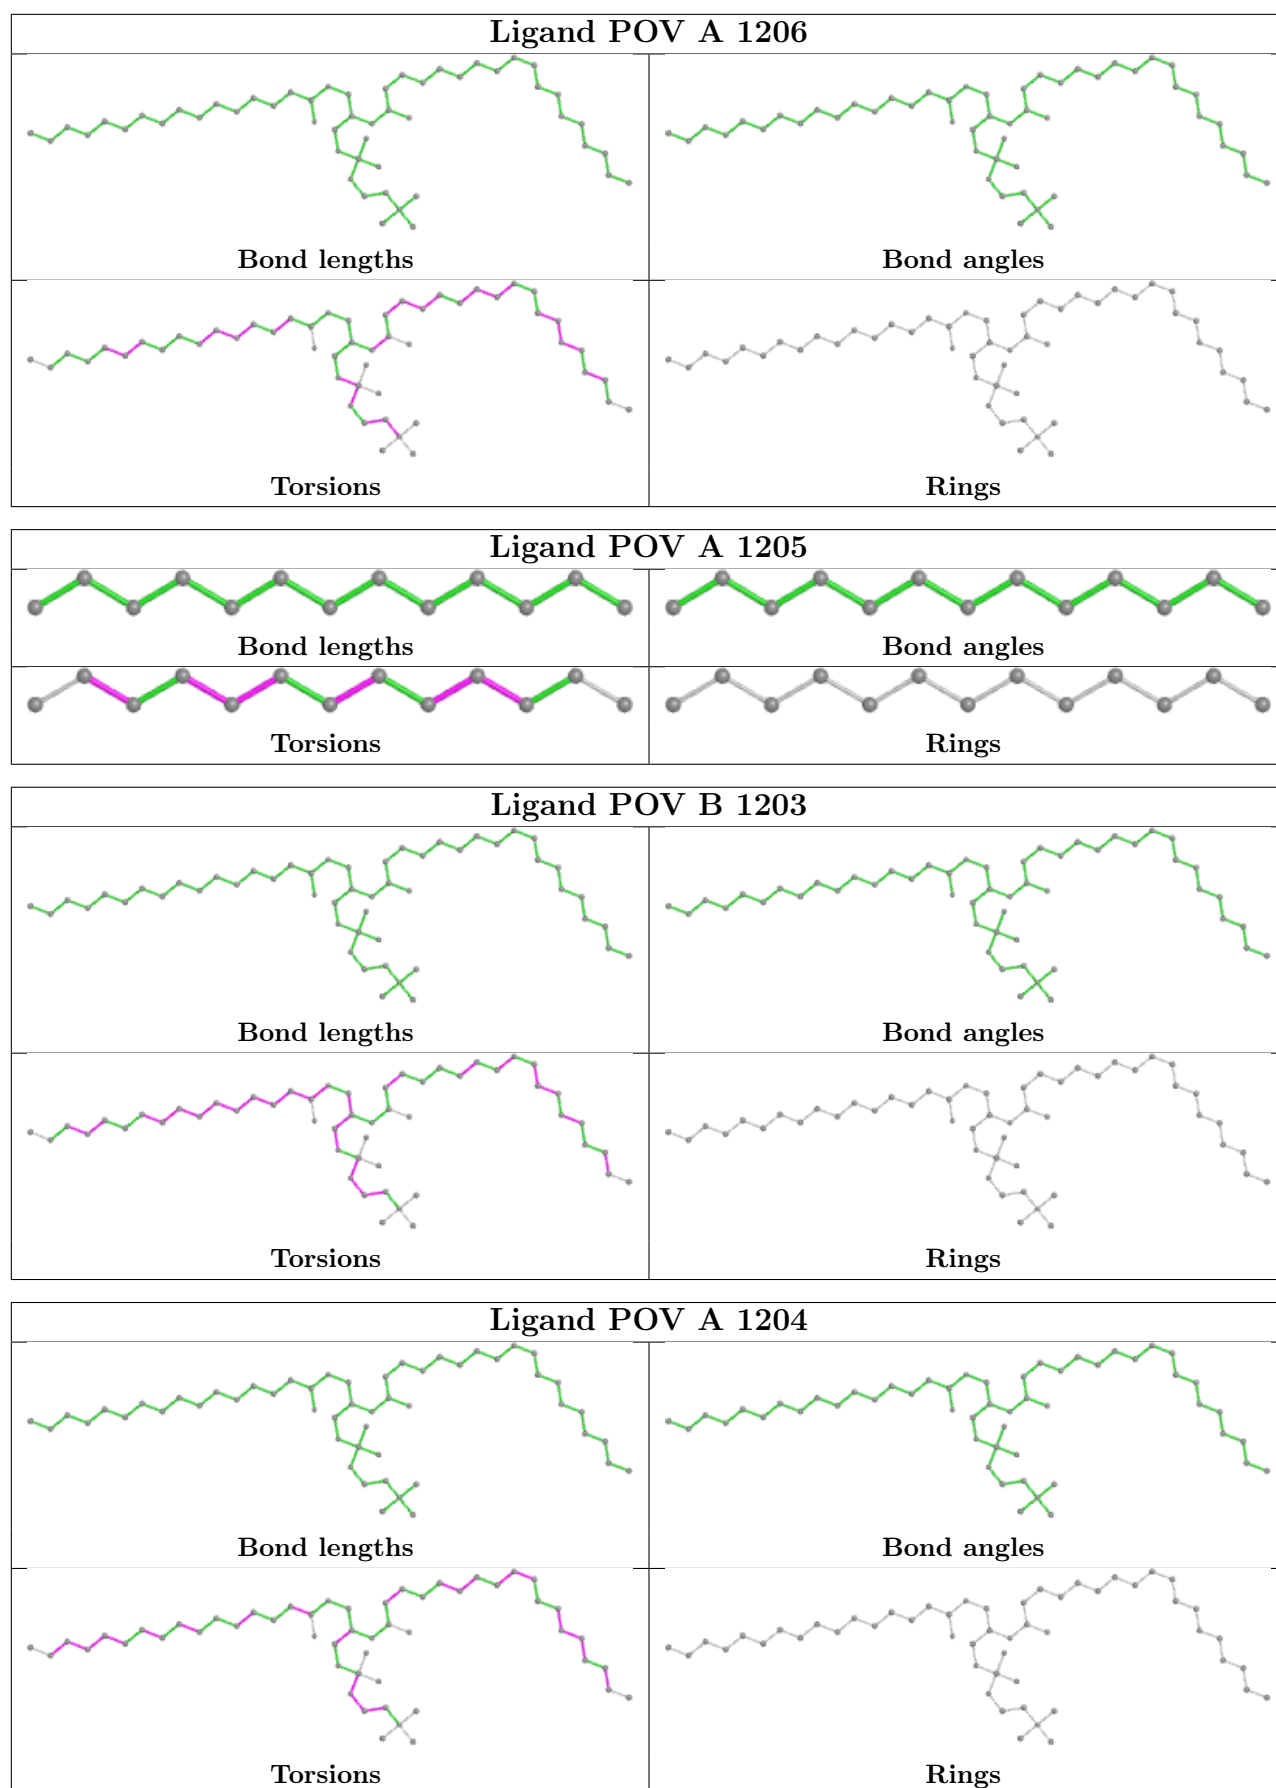 Ligand POV A 1206
Bond lengths
Bond angles
Torsions
Rings
Ligand POV A 1205
Bond lengths
Bond angles
Torsions
Rings
Ligand POV B 1203
Bond lengths
Bond angles
Torsions
Rings
Ligand POV A 1204
Bond lengths
Bond angles
Torsions
Rings